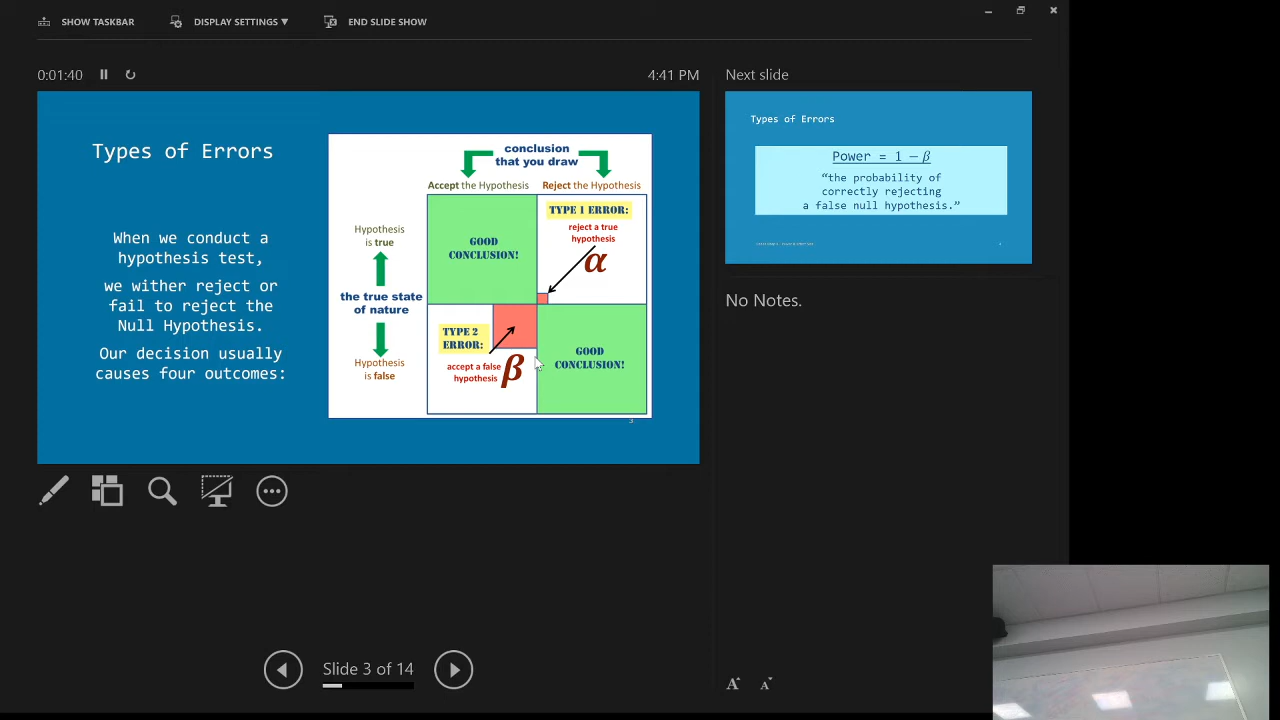 SHOW TASKBAR
DISPLAY SETTINGS ▼
END SLIDE SHOW
0:01:40
4:41 PM
Next slide
Types of Errors
When we conduct a
hypothesis test,
we wither reject or
fail to reject the
Null Hypothesis.
Our decision usually
causes four outcomes:
conclusion
that you draw
Accept the Hypothesis
Reject the Hypothesis
Hypothesis
is true
the true state
of nature
Hypothesis
is false
GOOD
CONCLUSION!
TYPE 1 ERROR:
reject a true
hypothesis
α
TYPE 2
ERROR:
accept a false
hypothesis
β
GOOD
CONCLUSION!
3
Types of Errors
Power = 1 − β
“the probability of
correctly rejecting
a false null hypothesis.”
4
No Notes.
Slide 3 of 14
A
A